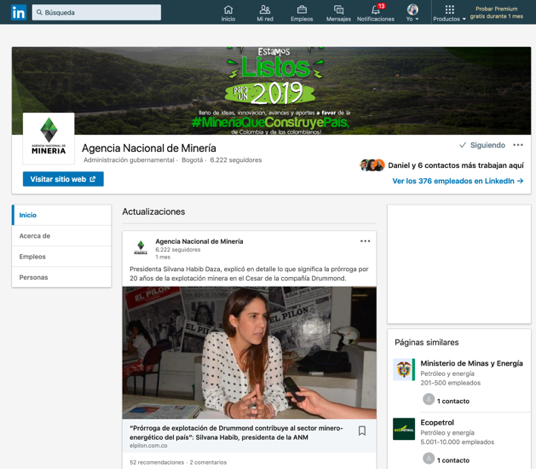 in
Búsqueda
Inicio
Mi red
Empleos
Mensajes
13
Notificaciones
Yo
Productos
Probar Premium
gratis durante 1 mes
Estamos
Listos
para
un 2019
lleno de ideas, innovación, avances y aportes a favor de la
#MineríaQueConstruyePaís,
de Colombia y de los colombianos!
AGENCIA NACIONAL DE
MINERÍA
Agencia Nacional de Minería
Administración gubernamental · Bogotá · 6.222 seguidores
Siguiendo
Daniel y 6 contactos más trabajan aquí
Visitar sitio web
Ver los 376 empleados en LinkedIn →
Inicio
Acerca de
Empleos
Personas
Actualizaciones
Agencia Nacional de Minería
6.222 seguidores
1 mes
Presidenta Silvana Habib Daza, explicó en detalle lo que significa la prórroga por
20 años de la explotación minera en el Cesar de la compañía Drummond.
EL PILÓN
"Prórroga de explotación de Drummond contribuye al sector minero-
energético del país": Silvana Habib, presidenta de la ANM
elpilon.com.co
52 recomendaciones · 2 comentarios
Páginas similares
Ministerio de Minas y Energía
Petróleo y energía
201-500 empleados
1 contacto
ECOPETROL
Ecopetrol
Petróleo y energía
5.001-10.000 empleados
1 contacto